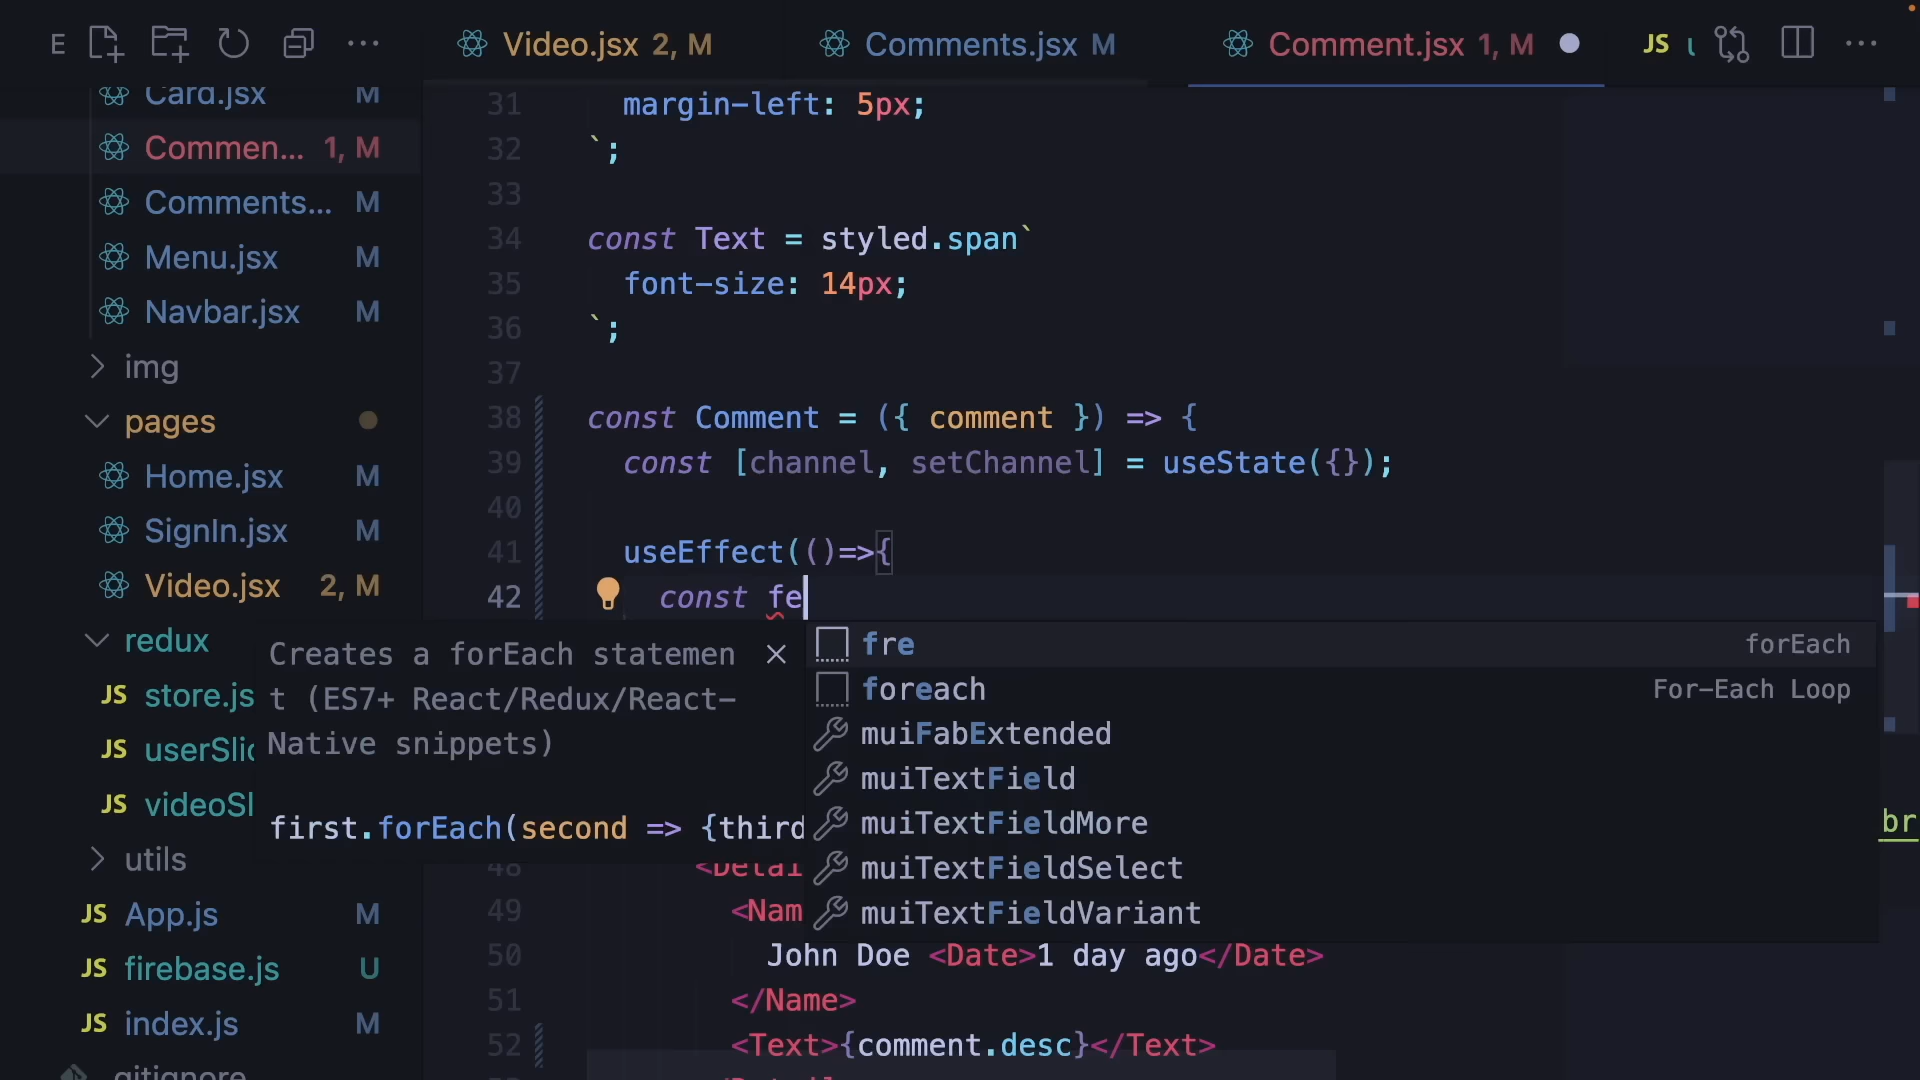 E
Video.jsx 2, M
Comments.jsx M
Comment.jsx 1, M
JS
Card.jsx M
Commen... 1, M
Comments... M
Menu.jsx M
Navbar.jsx M
img
pages
Home.jsx M
SignIn.jsx M
Video.jsx 2, M
redux
JS store.js
JS userSlic
JS videoSl
utils
JS App.js M
JS firebase.js U
JS index.js M
.gitignore
31 margin-left: 5px;
32 `;
33
34 const Text = styled.span`
35 font-size: 14px;
36 `;
37
38 const Comment = ({ comment }) => {
39 const [channel, setChannel] = useState({});
40
41 useEffect(()=>{
42 const fe
Creates a forEach statemen
t (ES7+ React/Redux/React-
Native snippets)
first.forEach(second => {third
fre forEach
foreach For-Each Loop
muiFabExtended
muiTextField
muiTextFieldMore
muiTextFieldSelect
muiTextFieldVariant
br
48 <Detai
49 <Nam
50 John Doe <Date>1 day ago</Date>
51 </Name>
52 <Text>{comment.desc}</Text>